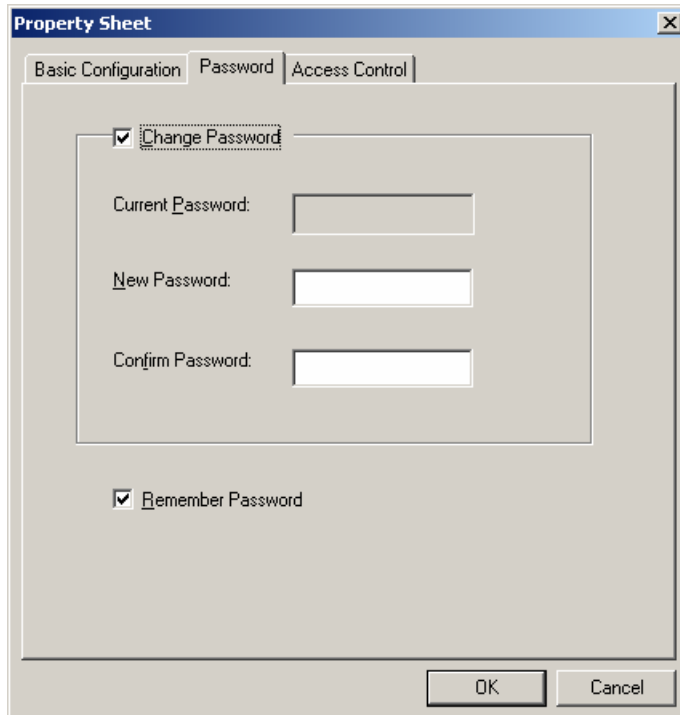 Property Sheet
Basic Configuration Password Access Control
Change Password
Current Password:
New Password:
Confirm Password:
Remember Password
OK Cancel